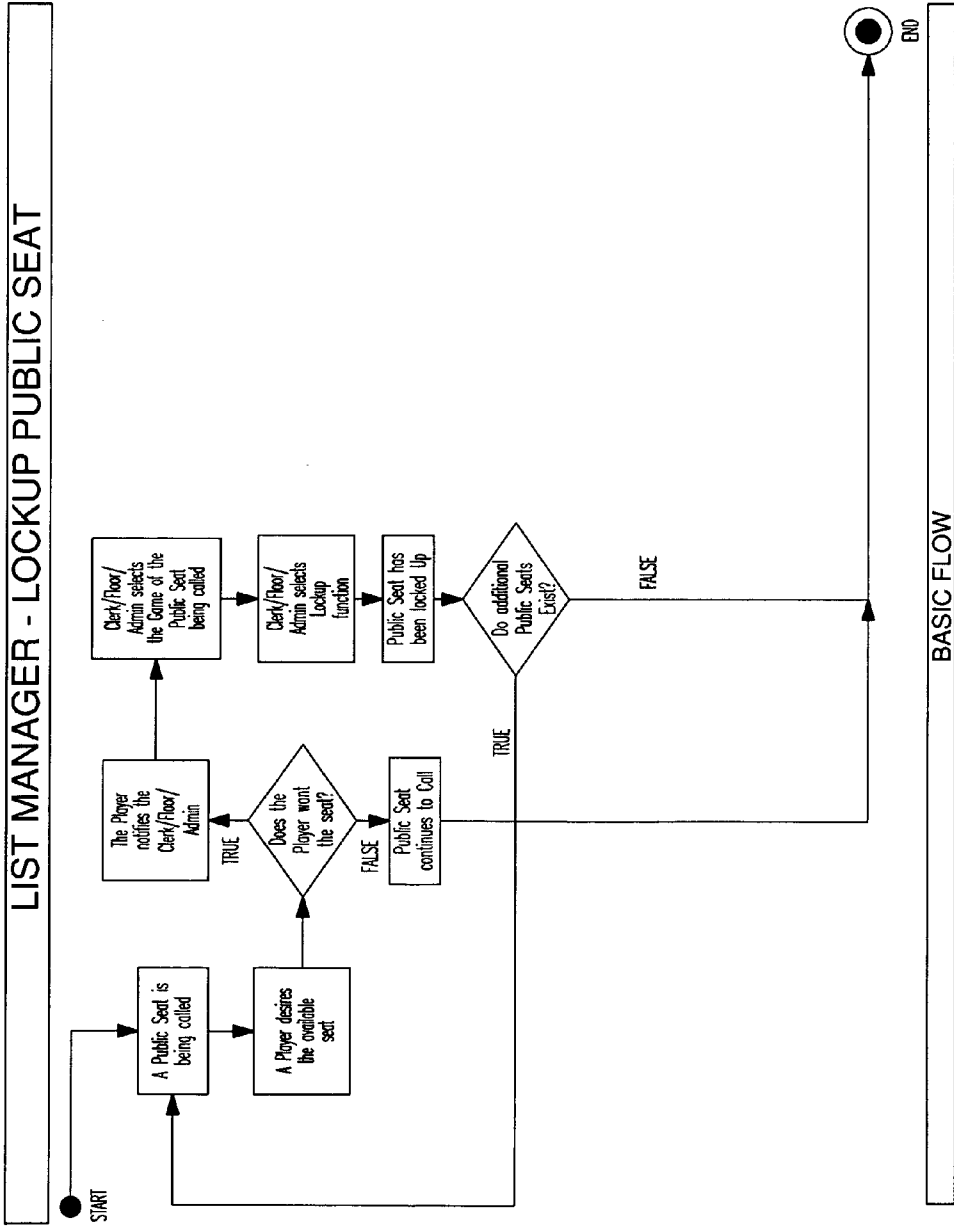 LIST MANAGER - LOCKUP PUBLIC SEAT
START
A Public Seat is
being called
A Player desires
the available
seat
Does the
Player want
the seat?
TRUE
The Player
notifies the
Clerk/Floor/
Admin
FALSE
Public Seat
continues to Call
Clerk/Floor/
Admin selects
the Game of the
Public Seat
being called
Clerk/Floor/
Admin selects
Lockup
function
Public Seat has
been locked Up
Do additional
Public Seats
Exist?
TRUE
FALSE
END
BASIC FLOW